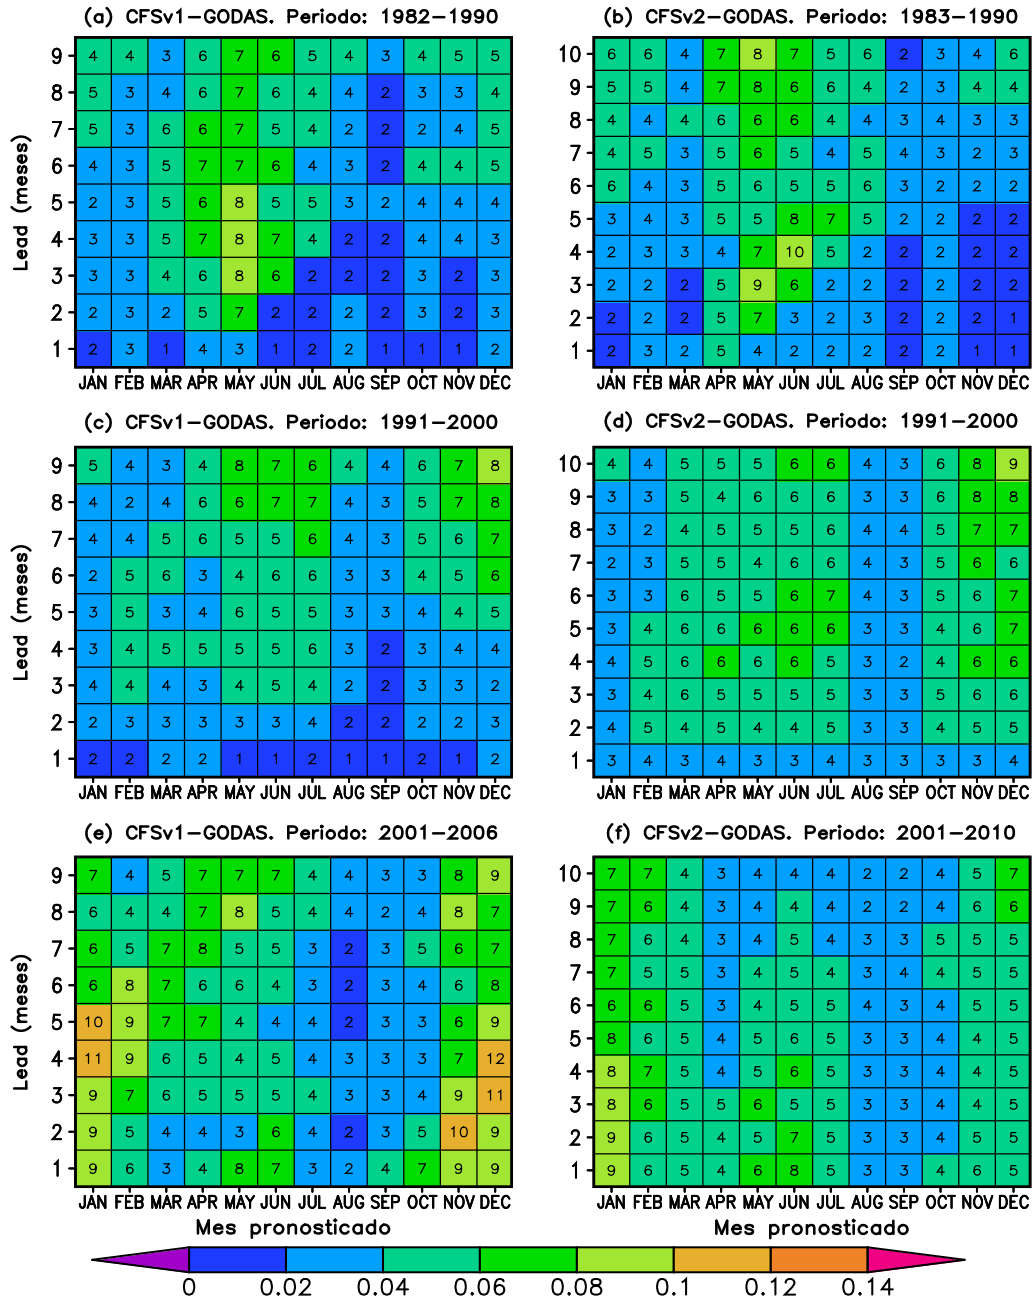 (a) CFSv1−GODAS. Periodo: 1982−1990
9 4 4 3 6 7 6 5 4 3 4 5 5
8 5 3 4 6 7 6 4 4 2 3 3 4
7 5 3 6 6 7 5 4 2 2 2 4 5
6 4 3 5 7 7 6 4 3 2 4 4 5
5 2 3 5 6 8 5 5 3 2 4 4 4
4 3 3 5 7 8 7 4 2 2 4 4 3
3 3 3 4 6 8 6 2 2 2 3 2 3
2 2 3 2 5 7 2 2 2 2 3 2 3
1 2 3 1 4 3 1 2 2 1 1 1 2
JAN FEB MAR APR MAY JUN JUL AUG SEP OCT NOV DEC
Lead (meses)
(b) CFSv2−GODAS. Periodo: 1983−1990
10 6 6 4 7 8 7 5 6 2 3 4 6
9 5 5 4 7 8 6 6 4 2 3 4 4
8 4 4 4 6 6 6 4 4 3 4 3 3
7 4 5 3 5 6 5 4 5 4 3 2 3
6 6 4 3 5 6 5 5 6 3 2 2 2
5 3 4 3 5 5 8 7 5 2 2 2 2
4 2 3 3 4 7 10 5 2 2 2 2 2
3 2 2 2 5 9 6 2 2 2 2 2 2
2 2 2 2 5 7 3 2 3 2 2 2 1
1 2 3 2 5 4 2 2 2 2 2 1 1
JAN FEB MAR APR MAY JUN JUL AUG SEP OCT NOV DEC
(c) CFSv1−GODAS. Periodo: 1991−2000
9 5 4 3 4 8 7 6 4 4 6 7 8
8 4 2 4 6 6 7 7 4 3 5 7 8
7 4 4 5 6 5 5 6 4 3 5 6 7
6 2 5 6 3 4 6 6 3 3 4 5 6
5 3 5 3 4 6 5 5 3 3 4 4 5
4 3 4 5 5 5 5 6 3 2 3 4 4
3 4 4 4 3 4 5 4 2 2 3 3 2
2 2 3 3 3 3 3 4 2 2 2 2 3
1 2 2 2 2 1 1 2 1 1 2 1 2
JAN FEB MAR APR MAY JUN JUL AUG SEP OCT NOV DEC
Lead (meses)
(d) CFSv2−GODAS. Periodo: 1991−2000
10 4 4 5 5 5 6 6 4 3 6 8 9
9 3 3 5 4 6 6 6 3 3 6 8 8
8 3 2 4 5 5 5 6 4 4 5 7 7
7 2 3 5 5 4 6 6 3 3 5 6 6
6 3 3 6 5 5 6 7 4 3 6 6 7
5 3 4 6 6 6 6 6 3 3 4 6 7
4 4 5 6 6 6 6 5 3 2 4 6 6
3 3 4 6 5 5 5 5 3 3 5 6 6
2 4 5 4 5 4 4 5 3 3 4 5 5
1 3 4 3 4 3 3 4 3 3 3 3 4
JAN FEB MAR APR MAY JUN JUL AUG SEP OCT NOV DEC
(e) CFSv1−GODAS. Periodo: 2001−2006
9 7 4 5 7 7 7 4 4 3 3 8 9
8 6 4 4 7 8 5 4 4 2 4 8 7
7 6 5 7 8 5 5 3 2 3 3 6 7
6 6 8 7 6 6 4 3 2 3 4 6 8
5 10 9 7 7 4 4 4 2 3 3 6 9
4 11 9 6 5 4 5 4 3 3 3 7 12
3 9 7 6 5 5 5 4 3 3 4 9 11
2 9 5 4 4 3 6 4 2 3 5 10 9
1 9 6 3 4 8 7 3 2 4 7 9 9
JAN FEB MAR APR MAY JUN JUL AUG SEP OCT NOV DEC
Lead (meses)
Mes pronosticado
(f) CFSv2−GODAS. Periodo: 2001−2010
10 7 7 4 3 4 4 4 2 2 4 5 7
9 7 6 4 3 3 4 4 2 2 4 6 6
8 7 6 4 3 4 5 4 3 3 5 5 5
7 7 5 5 3 4 5 4 3 4 4 5 5
6 6 6 5 3 4 5 5 4 3 4 5 5
5 8 6 5 4 5 6 5 3 3 4 4 5
4 8 7 5 4 5 6 5 3 3 4 4 5
3 8 6 5 5 6 5 5 3 3 4 4 5
2 9 6 5 4 5 7 5 3 3 4 5 5
1 9 6 5 4 6 8 5 3 3 4 6 5
JAN FEB MAR APR MAY JUN JUL AUG SEP OCT NOV DEC
Mes pronosticado
0 0.02 0.04 0.06 0.08 0.1 0.12 0.14